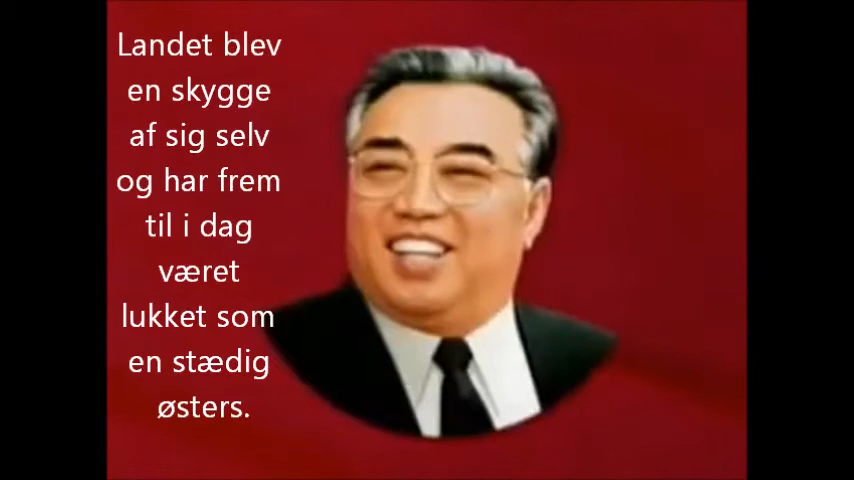 Landet blev
en skygge
af sig selv
og har frem
til i dag
været
lukket som
en stædig
østers.